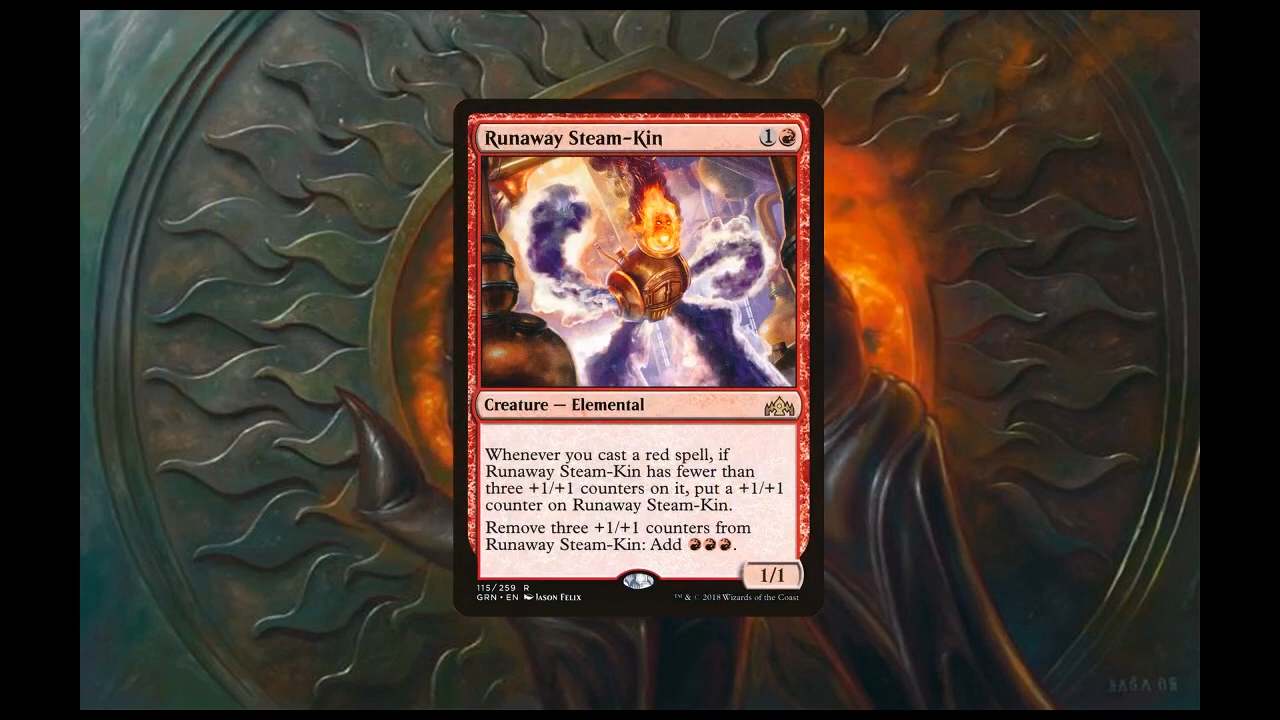 Runaway Steam-Kin 1
Creature — Elemental
Whenever you cast a red spell, if
Runaway Steam-Kin has fewer than
three +1/+1 counters on it, put a +1/+1
counter on Runaway Steam-Kin.
Remove three +1/+1 counters from
Runaway Steam-Kin: Add .
1/1
115/259 R
GRN • EN JASON FELIX
™ & © 2018 Wizards of the Coast